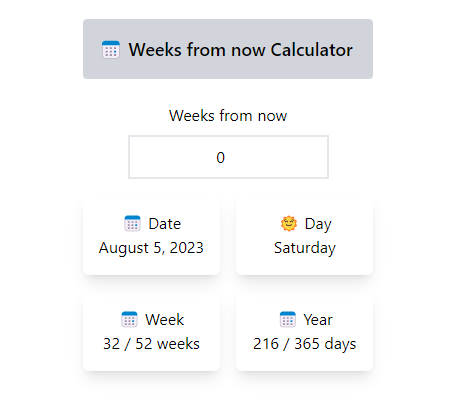 Weeks from now Calculator
Weeks from now
0
Date
August 5, 2023
Day
Saturday
Week
32 / 52 weeks
Year
216 / 365 days